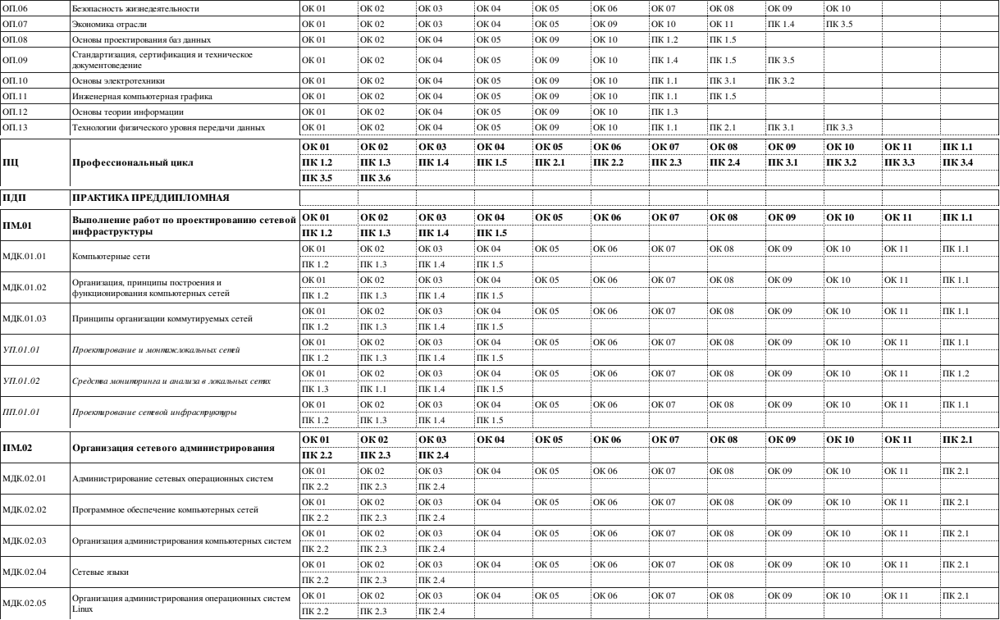 ОП.06 Безопасность жизнедеятельности ОК 01 ОК 02 ОК 03 ОК 04 ОК 05 ОК 06 ОК 07 ОК 08 ОК 09 ОК 10
ОП.07 Экономика отрасли ОК 01 ОК 02 ОК 03 ОК 04 ОК 05 ОК 09 ОК 10 ОК 11 ПК 1.4 ПК 3.5
ОП.08 Основы проектирования баз данных ОК 01 ОК 02 ОК 04 ОК 05 ОК 09 ОК 10 ПК 1.2 ПК 1.5
ОП.09 Стандартизация, сертификация и техническое
документоведение ОК 01 ОК 02 ОК 04 ОК 05 ОК 09 ОК 10 ПК 1.4 ПК 1.5 ПК 3.5
ОП.10 Основы электротехники ОК 01 ОК 02 ОК 04 ОК 05 ОК 09 ОК 10 ПК 1.1 ПК 3.1 ПК 3.2
ОП.11 Инженерная компьютерная графика ОК 01 ОК 02 ОК 04 ОК 05 ОК 09 ОК 10 ПК 1.1 ПК 1.5
ОП.12 Основы теории информации ОК 01 ОК 02 ОК 04 ОК 05 ОК 09 ОК 10 ПК 1.3
ОП.13 Технологии физического уровня передачи данных ОК 01 ОК 02 ОК 04 ОК 05 ОК 09 ОК 10 ПК 1.1 ПК 2.1 ПК 3.1 ПК 3.3
ОК 01 ОК 02 ОК 03 ОК 04 ОК 05 ОК 06 ОК 07 ОК 08 ОК 09 ОК 10 ОК 11 ПК 1.1
ПЦ Профессиональный цикл ПК 1.2 ПК 1.3 ПК 1.4 ПК 1.5 ПК 2.1 ПК 2.2 ПК 2.3 ПК 2.4 ПК 3.1 ПК 3.2 ПК 3.3 ПК 3.4
ПК 3.5 ПК 3.6
ПДП ПРАКТИКА ПРЕДДИПЛОМНАЯ
ПМ.01 Выполнение работ по проектированию сетевой ОК 01 ОК 02 ОК 03 ОК 04 ОК 05 ОК 06 ОК 07 ОК 08 ОК 09 ОК 10 ОК 11 ПК 1.1
инфраструктуры ПК 1.2 ПК 1.3 ПК 1.4 ПК 1.5
МДК.01.01 Компьютерные сети ОК 01 ОК 02 ОК 03 ОК 04 ОК 05 ОК 06 ОК 07 ОК 08 ОК 09 ОК 10 ОК 11 ПК 1.1
ПК 1.2 ПК 1.3 ПК 1.4 ПК 1.5
МДК.01.02 Организация, принципы построения и ОК 01 ОК 02 ОК 03 ОК 04 ОК 05 ОК 06 ОК 07 ОК 08 ОК 09 ОК 10 ОК 11 ПК 1.1
функционирования компьютерных сетей ПК 1.2 ПК 1.3 ПК 1.4 ПК 1.5
МДК.01.03 Принципы организации коммутируемых сетей ОК 01 ОК 02 ОК 03 ОК 04 ОК 05 ОК 06 ОК 07 ОК 08 ОК 09 ОК 10 ОК 11 ПК 1.1
ПК 1.2 ПК 1.3 ПК 1.4 ПК 1.5
УП.01.01 Проектирование и монтаж локальных сетей ОК 01 ОК 02 ОК 03 ОК 04 ОК 05 ОК 06 ОК 07 ОК 08 ОК 09 ОК 10 ОК 11 ПК 1.1
ПК 1.2 ПК 1.3 ПК 1.4 ПК 1.5
УП.01.02 Средства мониторинга и анализа в локальных сетях ОК 01 ОК 02 ОК 03 ОК 04 ОК 05 ОК 06 ОК 07 ОК 08 ОК 09 ОК 10 ОК 11 ПК 1.2
ПК 1.3 ПК 1.1 ПК 1.4 ПК 1.5
ПП.01.01 Проектирование сетевой инфраструктуры ОК 01 ОК 02 ОК 03 ОК 04 ОК 05 ОК 06 ОК 07 ОК 08 ОК 09 ОК 10 ОК 11 ПК 1.1
ПК 1.2 ПК 1.3 ПК 1.4 ПК 1.5
ПМ.02 Организация сетевого администрирования ОК 01 ОК 02 ОК 03 ОК 04 ОК 05 ОК 06 ОК 07 ОК 08 ОК 09 ОК 10 ОК 11 ПК 2.1
ПК 2.2 ПК 2.3 ПК 2.4
МДК.02.01 Администрирование сетевых операционных систем ОК 01 ОК 02 ОК 03 ОК 04 ОК 05 ОК 06 ОК 07 ОК 08 ОК 09 ОК 10 ОК 11 ПК 2.1
ПК 2.2 ПК 2.3 ПК 2.4
МДК.02.02 Программное обеспечение компьютерных сетей ОК 01 ОК 02 ОК 03 ОК 04 ОК 05 ОК 06 ОК 07 ОК 08 ОК 09 ОК 10 ОК 11 ПК 2.1
ПК 2.2 ПК 2.3 ПК 2.4
МДК.02.03 Организация администрирования компьютерных систем ОК 01 ОК 02 ОК 03 ОК 04 ОК 05 ОК 06 ОК 07 ОК 08 ОК 09 ОК 10 ОК 11 ПК 2.1
ПК 2.2 ПК 2.3 ПК 2.4
МДК.02.04 Сетевые языки ОК 01 ОК 02 ОК 03 ОК 04 ОК 05 ОК 06 ОК 07 ОК 08 ОК 09 ОК 10 ОК 11 ПК 2.1
ПК 2.2 ПК 2.3 ПК 2.4
МДК.02.05 Организация администрирования операционных систем ОК 01 ОК 02 ОК 03 ОК 04 ОК 05 ОК 06 ОК 07 ОК 08 ОК 09 ОК 10 ОК 11 ПК 2.1
Linux ПК 2.2 ПК 2.3 ПК 2.4